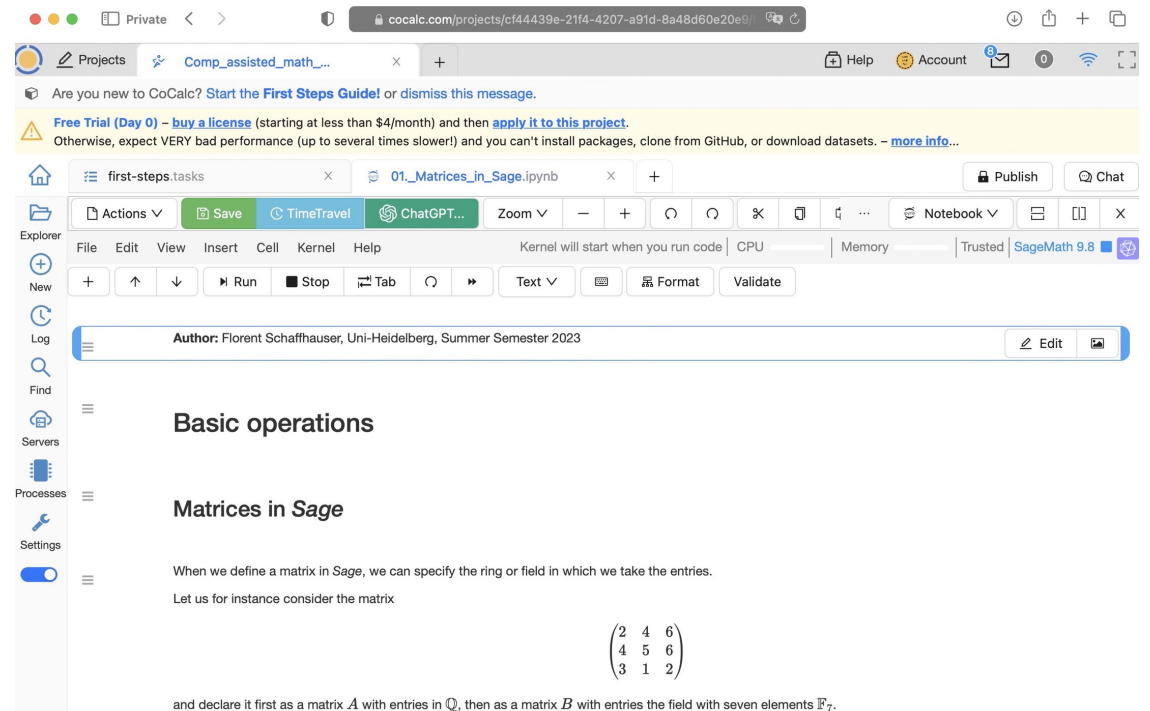 Private
cocalc.com/projects/cf44439e-21f4-4207-a91d-8a48d60e20e9/
Projects Comp_assisted_math_... × + Help Account 8 0
Are you new to CoCalc? Start the First Steps Guide! or dismiss this message.
Free Trial (Day 0) – buy a license (starting at less than $4/month) and then apply it to this project.
Otherwise, expect VERY bad performance (up to several times slower!) and you can't install packages, clone from GitHub, or download datasets. – more info...
first-steps.tasks × 01._Matrices_in_Sage.ipynb × + Publish Chat
Actions Save TimeTravel ChatGPT... Zoom − + ... Notebook
Explorer
File Edit View Insert Cell Kernel Help Kernel will start when you run code CPU Memory Trusted SageMath 9.8
New
+ ↑ ↓ Run Stop Tab Text Format Validate
Log
Author: Florent Schaffhauser, Uni-Heidelberg, Summer Semester 2023
Edit
Find
Basic operations
Servers
Processes
Matrices in Sage
Settings
When we define a matrix in Sage, we can specify the ring or field in which we take the entries.
Let us for instance consider the matrix
2 4 6
4 5 6
3 1 2
and declare it first as a matrix A with entries in ℚ, then as a matrix B with entries the field with seven elements 𝔽₇.